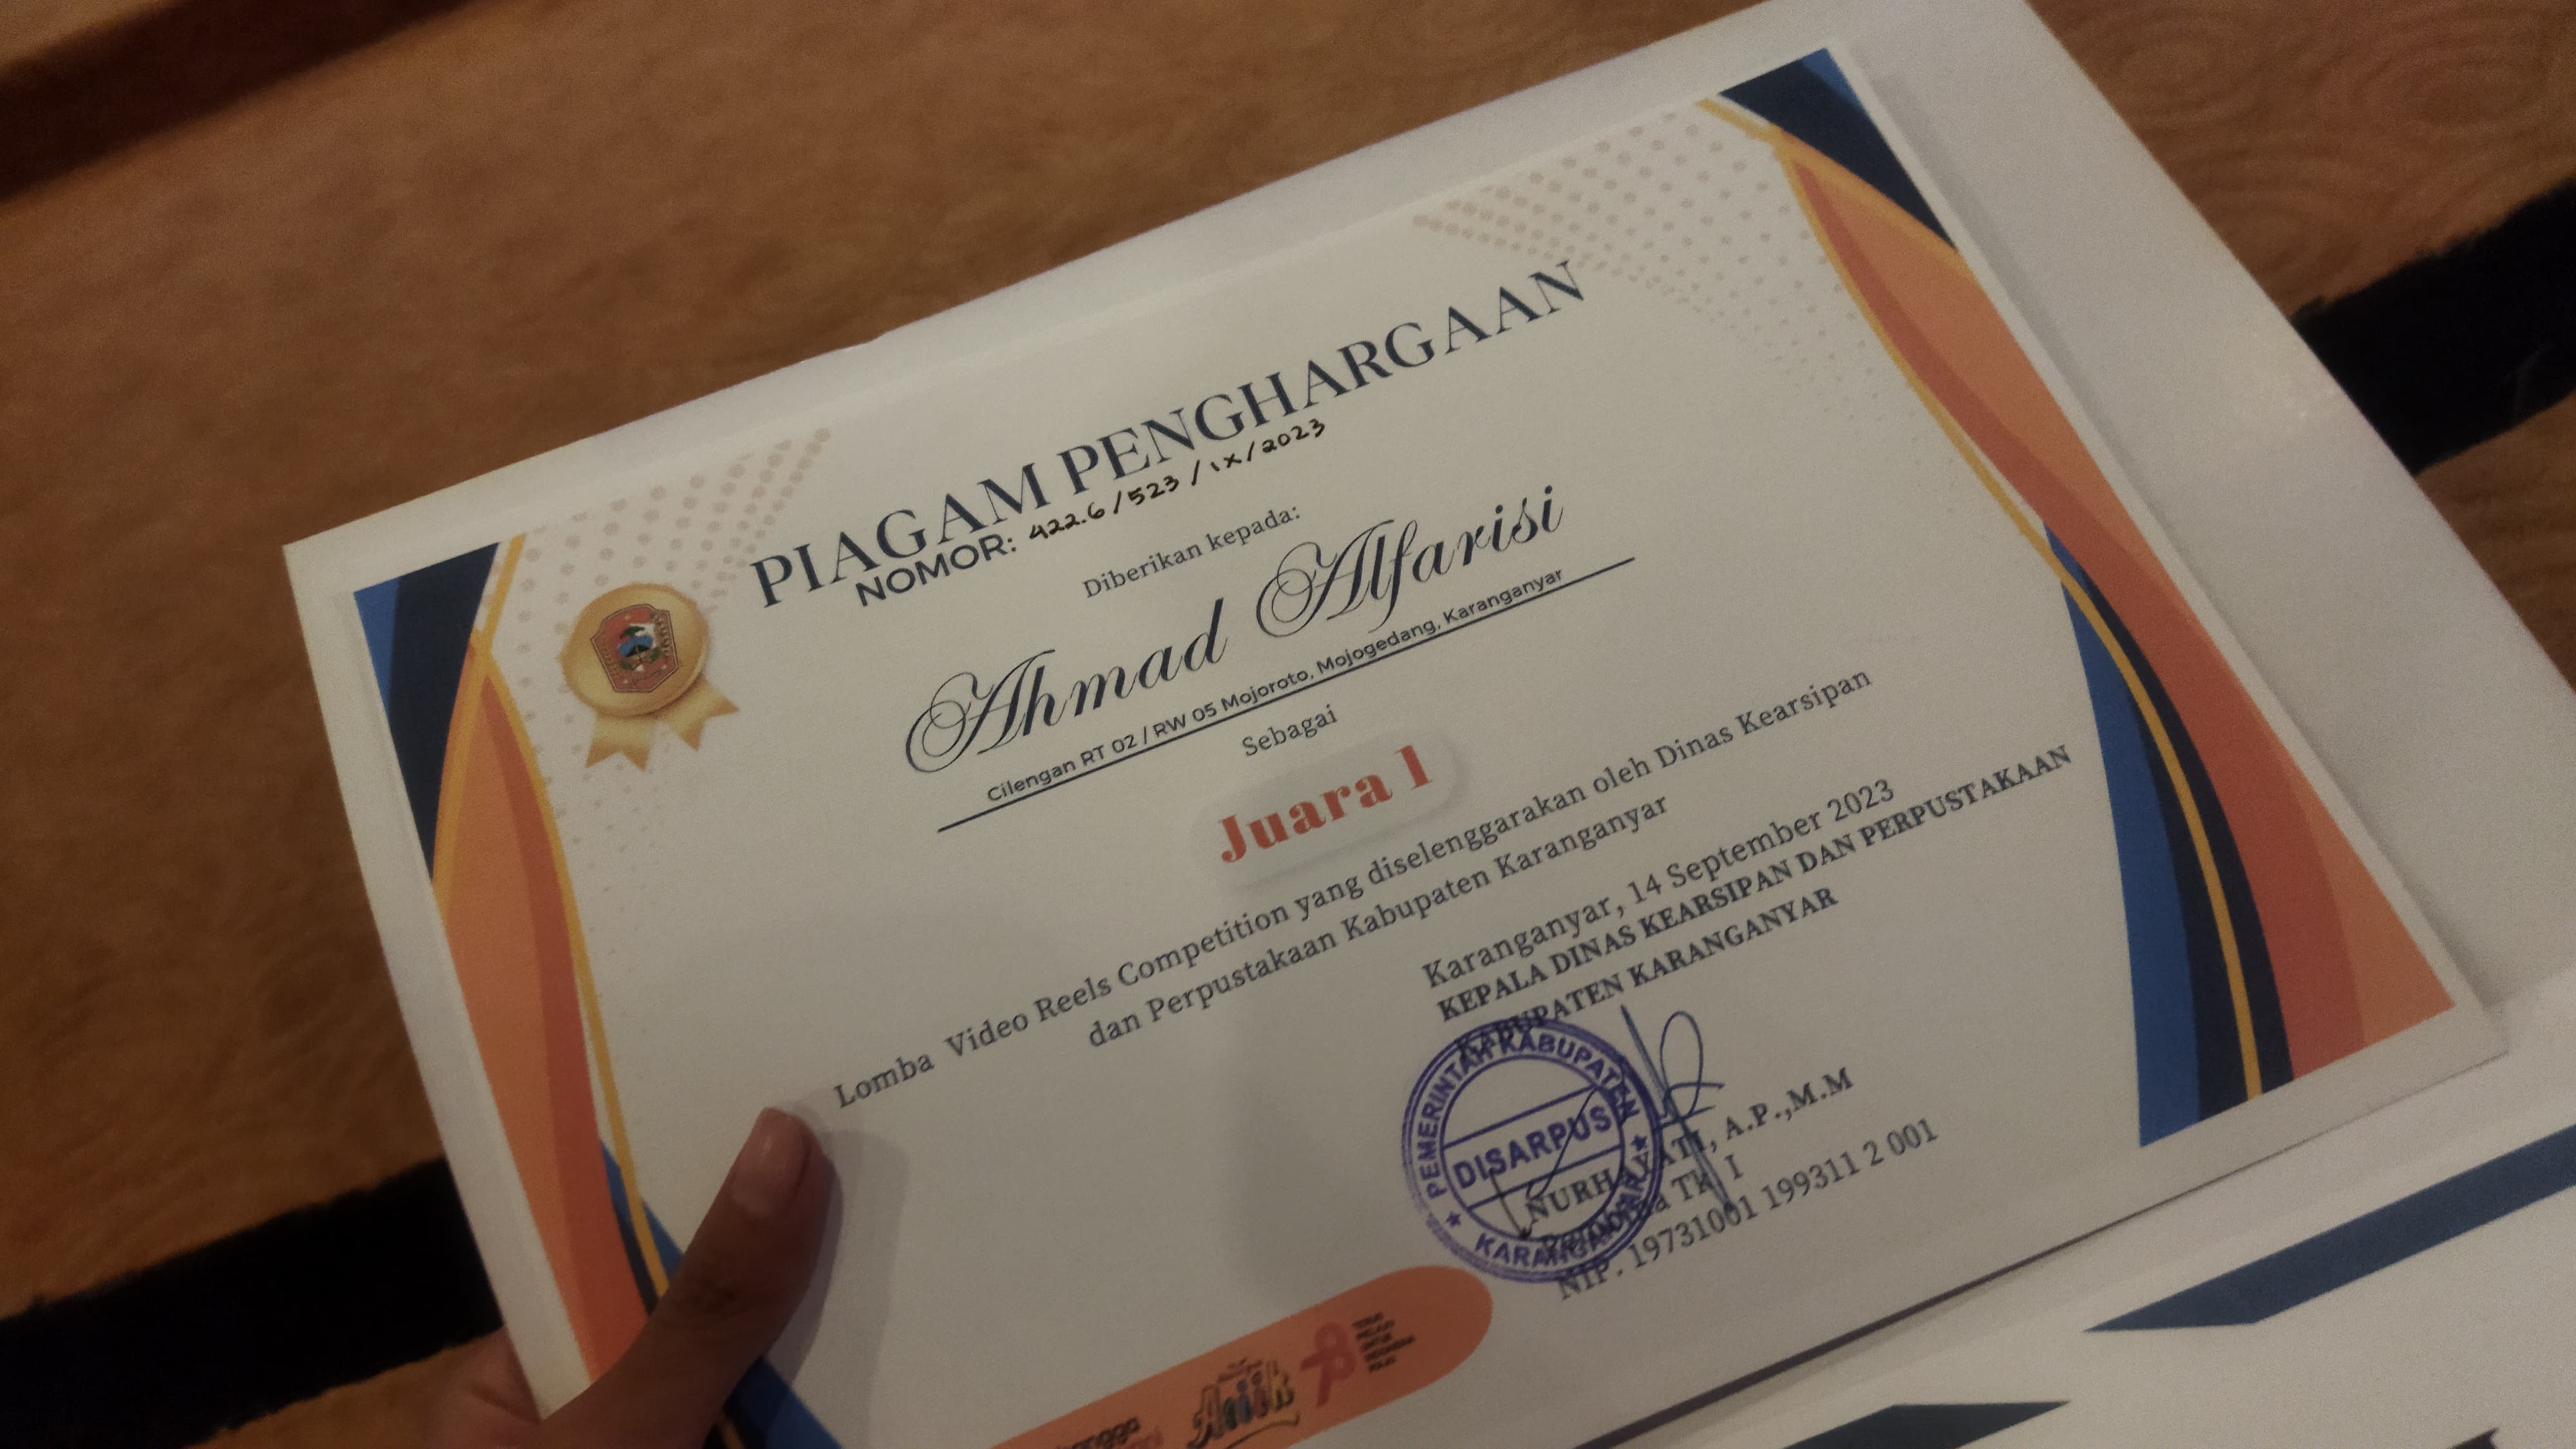 PIAGAM PENGHARGAAN
NOMOR: 422.6/523/IX/2023
Diberikan kepada:
Ahmad Alfarisi
Cilengan RT 02 / RW 05 Mojoroto, Mojogedang, Karanganyar
Sebagai
Juara 1
Lomba Video Reels Competition yang diselenggarakan oleh Dinas Kearsipan
dan Perpustakaan Kabupaten Karanganyar
Karanganyar, 14 September 2023
KEPALA DINAS KEARSIPAN DAN PERPUSTAKAAN
KABUPATEN KARANGANYAR
PEMERINTAH KABUPATEN
DISARPUS
KARANGANYAR
NURHAYATI, A.P.,M.M
Tk. I
NIP. 19731001 199311 2 001